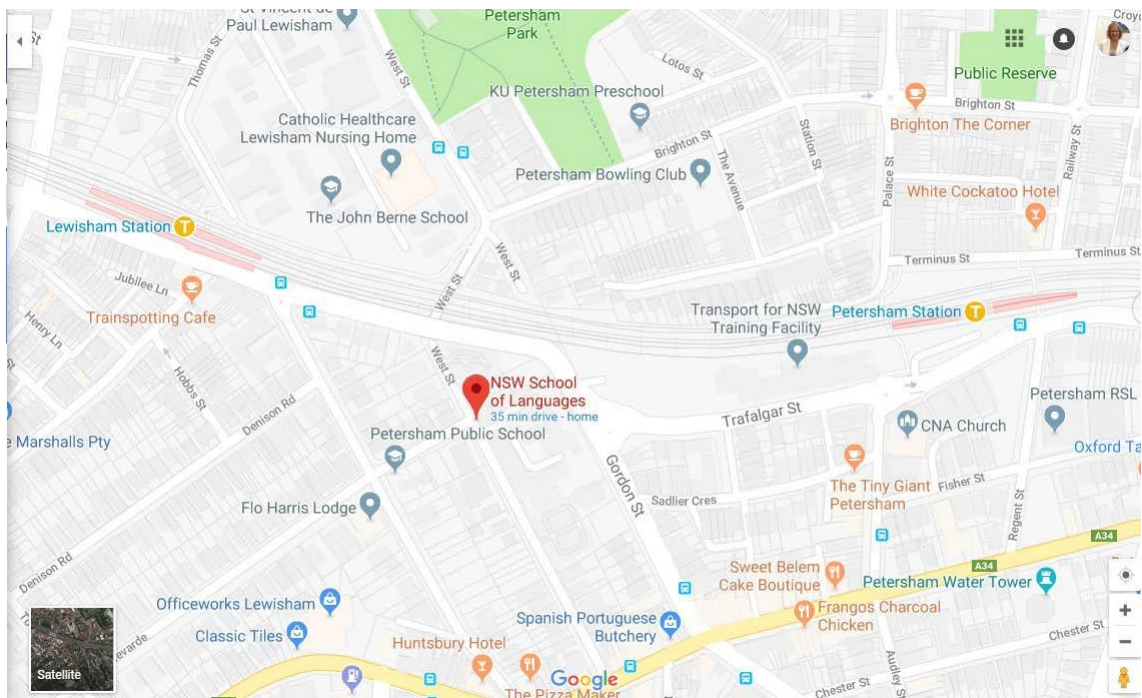 St Vincent de
Paul Lewisham
Petersham
Park
Thomas St
West St
Lotos St
KU Petersham Preschool
Public Reserve
Brighton St
Brighton The Corner
Railway St
Catholic Healthcare
Lewisham Nursing Home
Brighton St
Station St
The Avenue
Palace St
Petersham Bowling Club
White Cockatoo Hotel
The John Berne School
Lewisham Station
T
West St
West St
Terminus St
Terminus St
Jubilee Ln
Trainspotting Cafe
Henry Ln
Hobbs St
Transport for NSW
Training Facility
Petersham Station
T
West St
NSW School
of Languages
35 min drive - home
Denison Rd
Petersham Public School
Trafalgar St
Petersham RSL
CNA Church
e Marshalls Pty
Oxford Ta
Gordon St
The Tiny Giant
Petersham
Fisher St
Sadlier Cres
Regent St
Flo Harris Lodge
A34
A34
Denison Rd
Sweet Belem
Cake Boutique
Petersham Water Tower
Officeworks Lewisham
Classic Tiles
Spanish Portuguese
Butchery
Frangos Charcoal
Chicken
Chester St
Huntsbury Hotel
The Pizza Maker
Google
Audley St
Chester St
Satellite
+
−